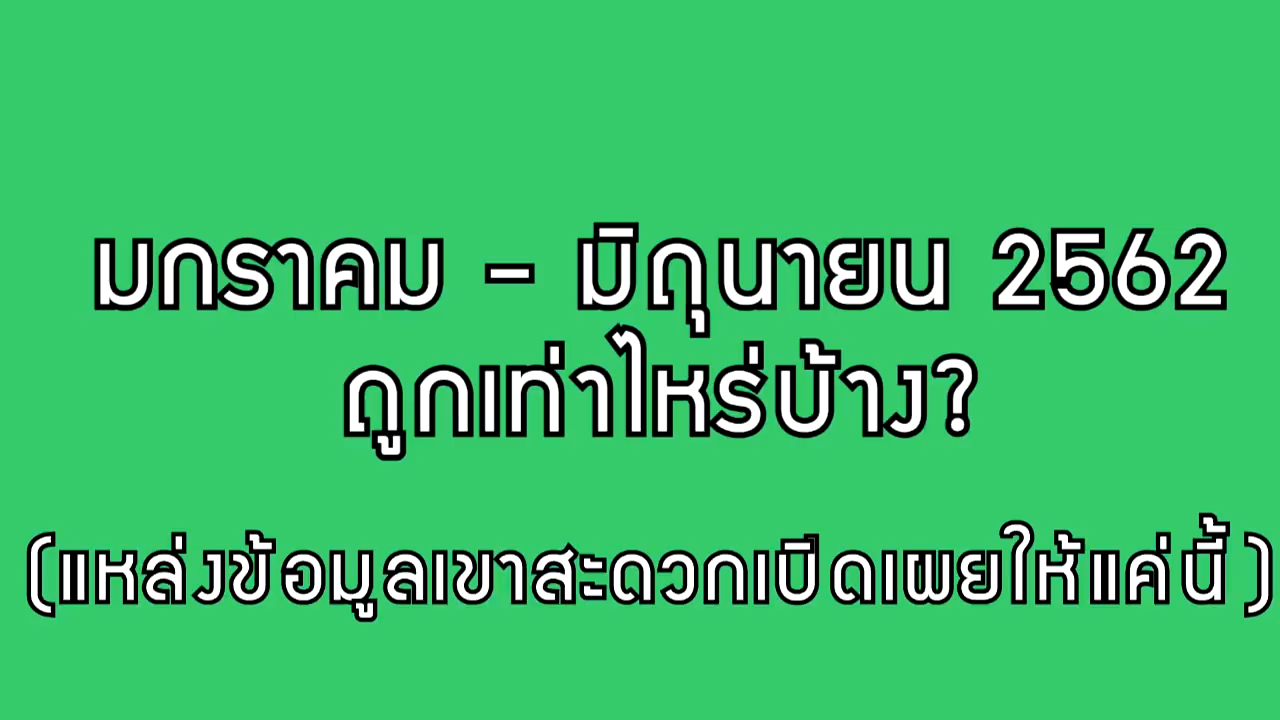 มกราคม – มิถุนายน 2562
ถูกเท่าไหร่บ้าง?
(แหล่งข้อมูลเขาสะดวกเปิดเผยให้แค่นี้)